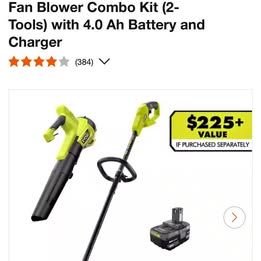 Fan Blower Combo Kit (2-
Tools) with 4.0 Ah Battery and
Charger
(384)
$225+
VALUE
IF PURCHASED SEPARATELY
RYOBI